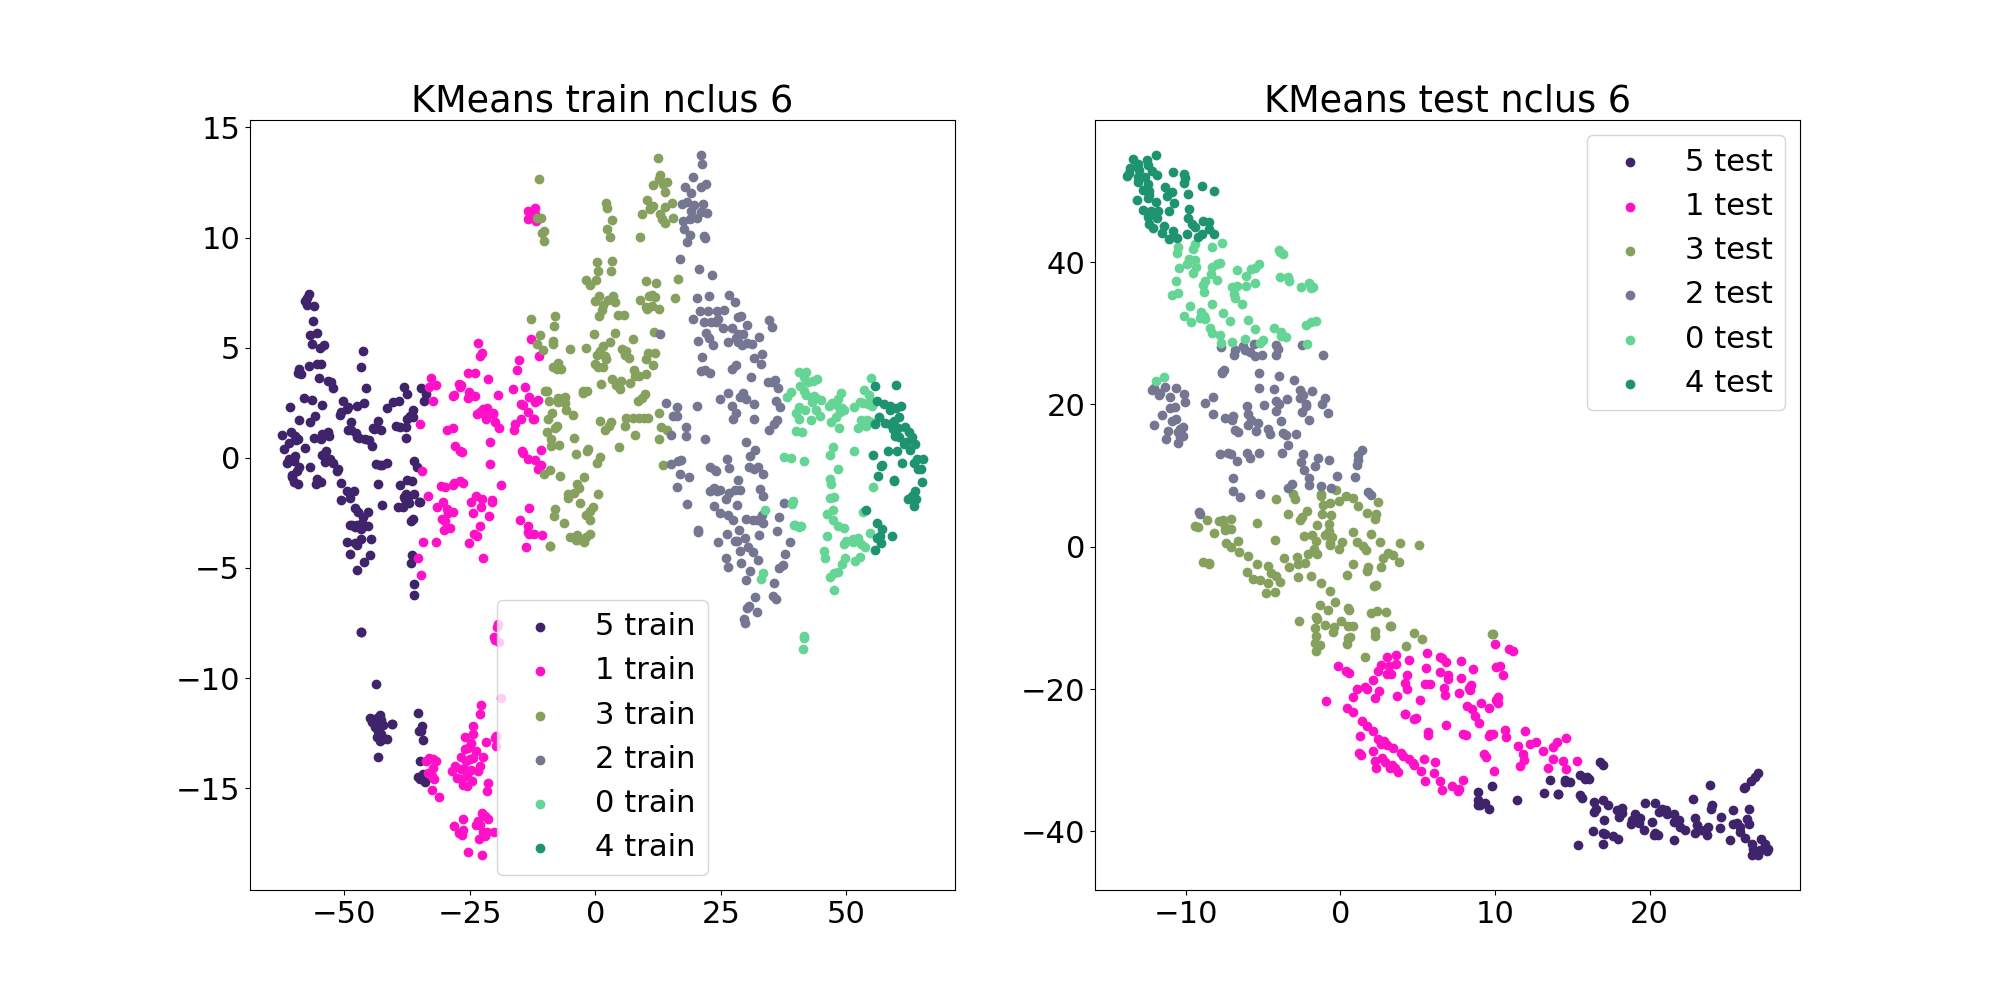 KMeans train nclus 6
15
10
5
0
−5
−10
−15
−50
−25
0
25
50
5 train
1 train
3 train
2 train
0 train
4 train
KMeans test nclus 6
40
20
0
−20
−40
−10
0
10
20
5 test
1 test
3 test
2 test
0 test
4 test